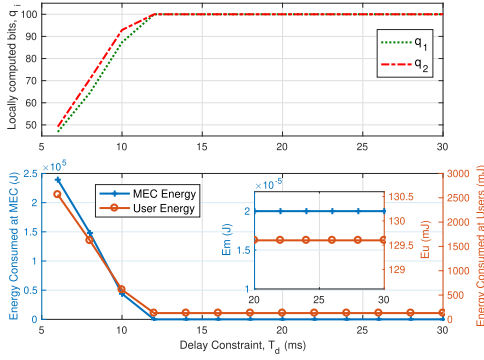 Locally computed bits, q i
100
90
80
70
60
50
5 10 15 20 25 30
q1
q2
×10^5
Energy Consumed at MEC (J)
2.5
2
1.5
1
0.5
0
MEC Energy
User Energy
×10^-5
Em (J)
2
1.5
1
20 25 30
130.5
130
129.5
129
Eu (mJ)
3000
2500
2000
1500
1000
500
0
Energy Consumed at Users (mJ)
5 10 15 20 25 30
Delay Constraint, Td (ms)